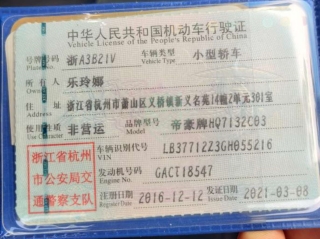 中华人民共和国机动车行驶证
Vehicle License of the People's Republic of China
号牌号码 浙A3B21V 车辆类型 小型轿车
Plate No. Vehicle Type
所有人 乐玲娜
Owner
住址 浙江省杭州市萧山区义桥镇新义名苑14幢2单元301室
Address
使用性质 非营运 品牌型号 帝豪牌HQ7132C03
Use Character Model
浙江省杭州
市公安局交
通警察支队
车辆识别代号 LB37712Z3GH055216
VIN
发动机号码 GACT18547
Engine No.
注册日期 2016-12-12 发证日期 2021-03-08
Register Date Issue Date